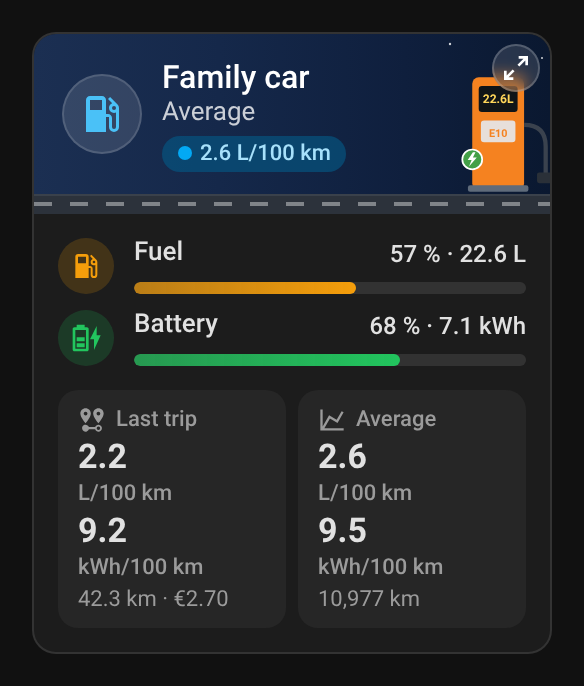 Family car
Average
2.6 L/100 km
22.6L
E10
Fuel
57 % · 22.6 L
Battery
68 % · 7.1 kWh
Last trip
2.2
L/100 km
9.2
kWh/100 km
42.3 km · €2.70
Average
2.6
L/100 km
9.5
kWh/100 km
10,977 km